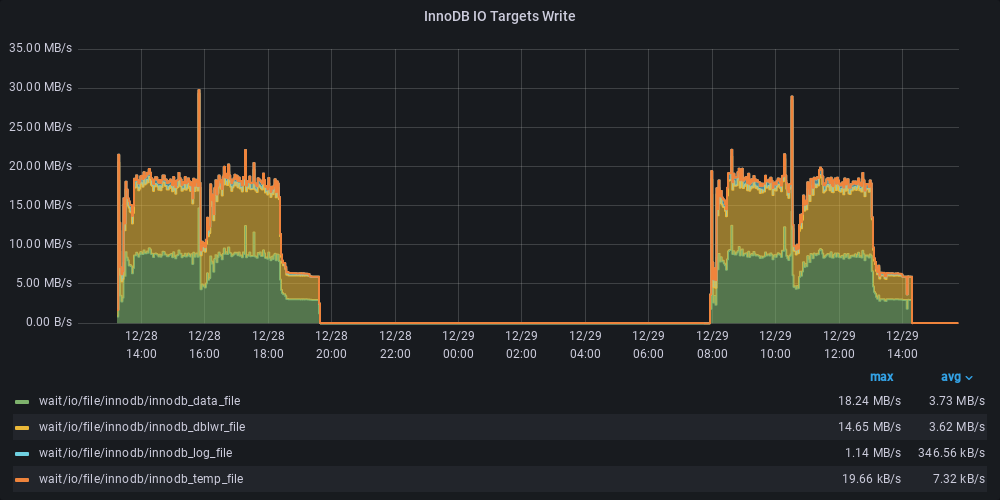 InnoDB IO Targets Write
35.00 MB/s
30.00 MB/s
25.00 MB/s
20.00 MB/s
15.00 MB/s
10.00 MB/s
5.00 MB/s
0.00 B/s
12/28 12/28 12/28 12/28 12/28 12/29 12/29 12/29 12/29 12/29 12/29 12/29 12/29
14:00 16:00 18:00 20:00 22:00 00:00 02:00 04:00 06:00 08:00 10:00 12:00 14:00
max avg
wait/io/file/innodb/innodb_data_file 18.24 MB/s 3.73 MB/s
wait/io/file/innodb/innodb_dblwr_file 14.65 MB/s 3.62 MB/s
wait/io/file/innodb/innodb_log_file 1.14 MB/s 346.56 kB/s
wait/io/file/innodb/innodb_temp_file 19.66 kB/s 7.32 kB/s